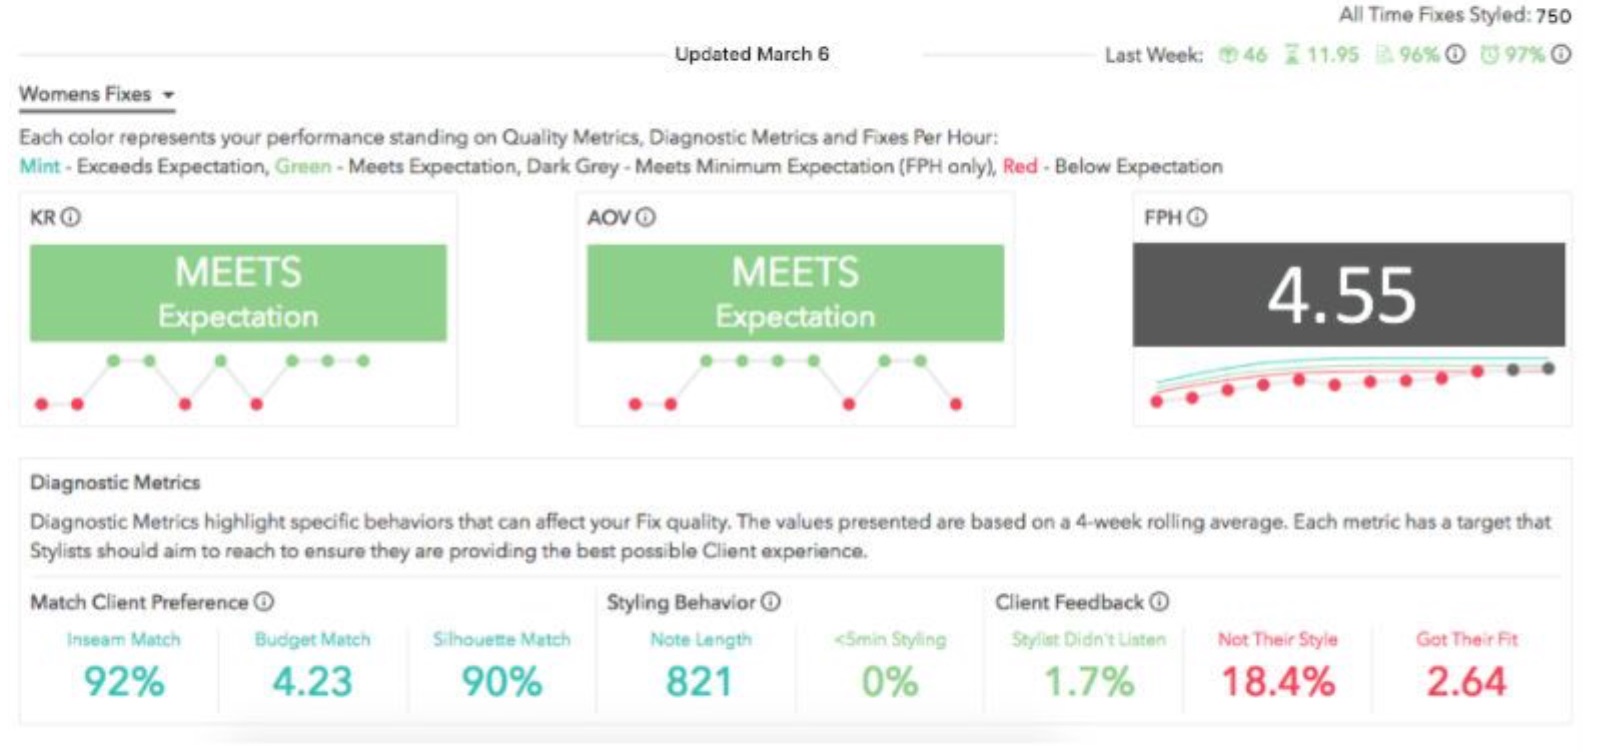 All Time Fixes Styled: 750
Updated March 6
Last Week: 46 11.95 96% 97%
Womens Fixes
Each color represents your performance standing on Quality Metrics, Diagnostic Metrics and Fixes Per Hour:
Mint - Exceeds Expectation, Green - Meets Expectation, Dark Grey - Meets Minimum Expectation (FPH only), Red - Below Expectation
KR
MEETS
Expectation
AOV
MEETS
Expectation
FPH
4.55
Diagnostic Metrics
Diagnostic Metrics highlight specific behaviors that can affect your Fix quality. The values presented are based on a 4-week rolling average. Each metric has a target that
Stylists should aim to reach to ensure they are providing the best possible Client experience.
Match Client Preference
Inseam Match
92%
Budget Match
4.23
Silhouette Match
90%
Styling Behavior
Note Length
821
<5min Styling
0%
Client Feedback
Stylist Didn't Listen
1.7%
Not Their Style
18.4%
Got Their Fit
2.64